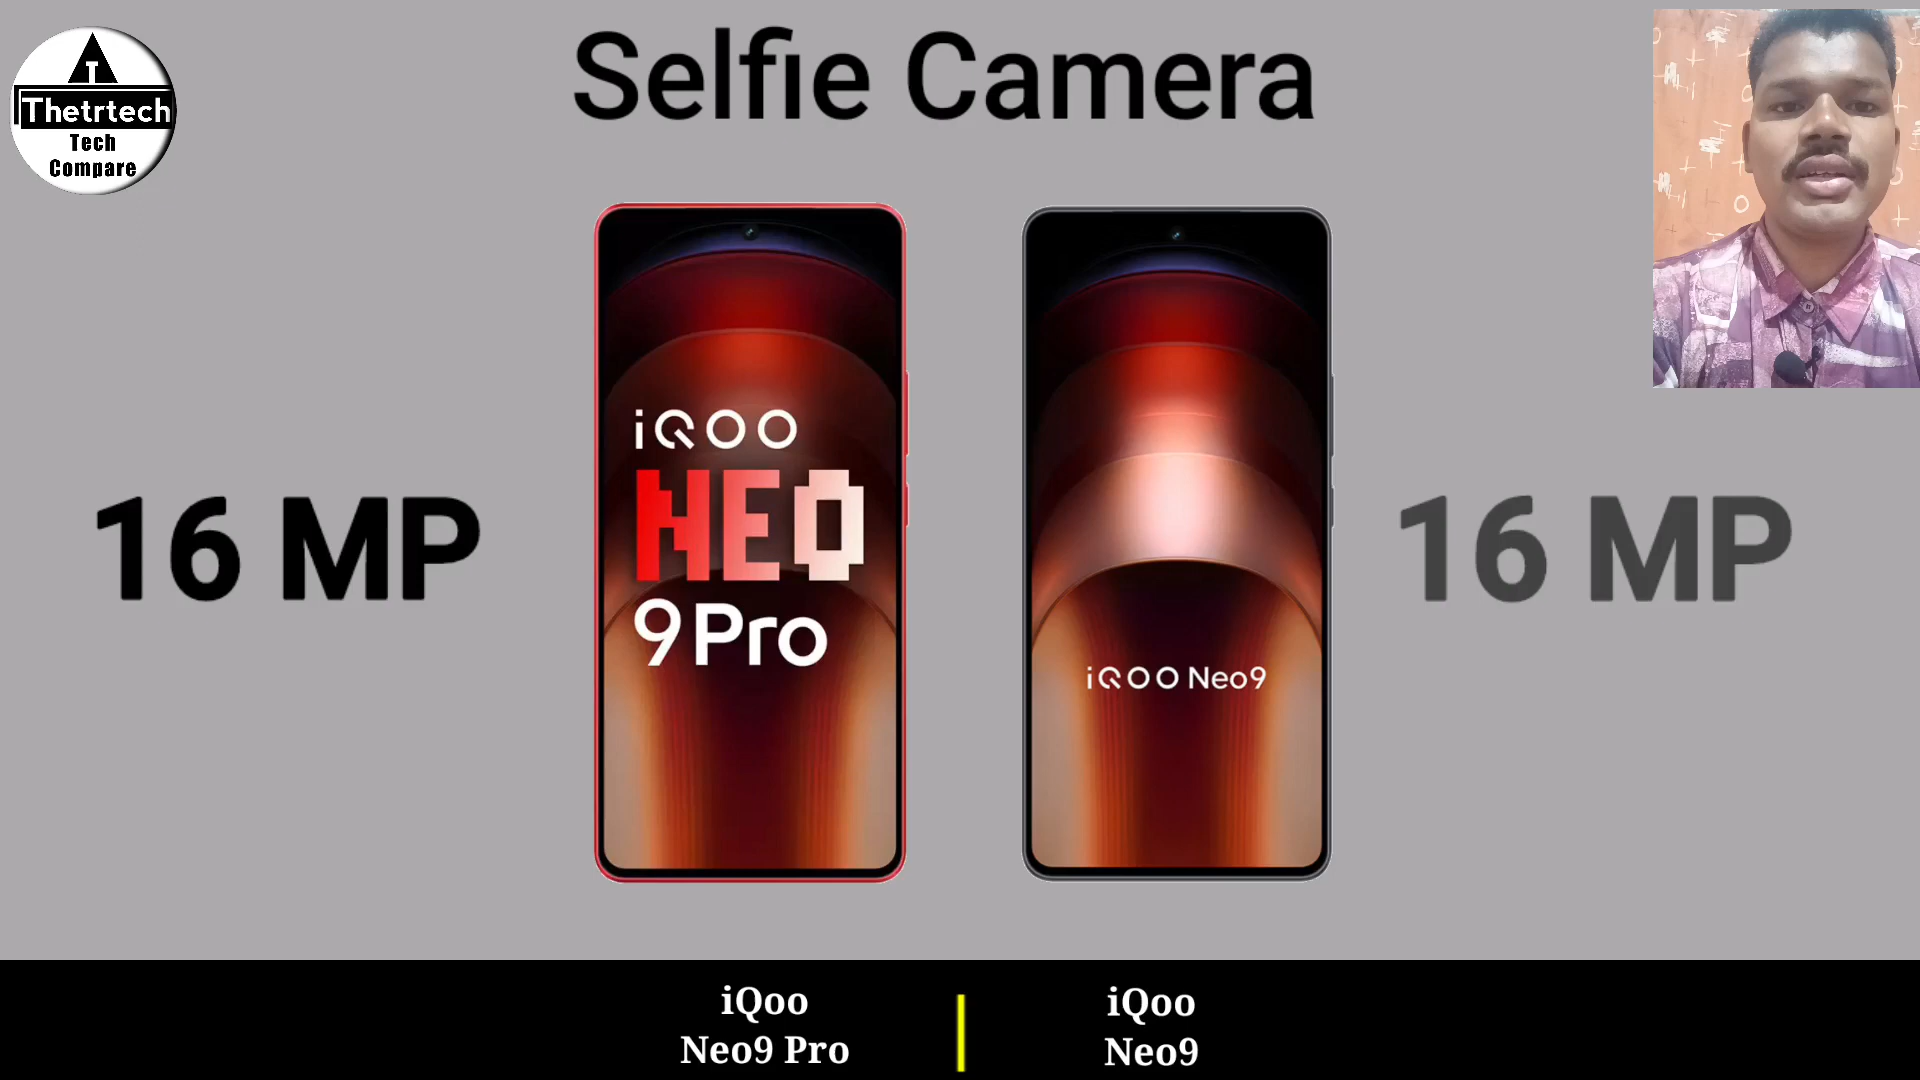 Selfie Camera
T
Thetrtech
Tech
Compare
16 MP
iQOO
NEO
9Pro
iQOO Neo9
16 MP
iQoo
Neo9 Pro
iQoo
Neo9